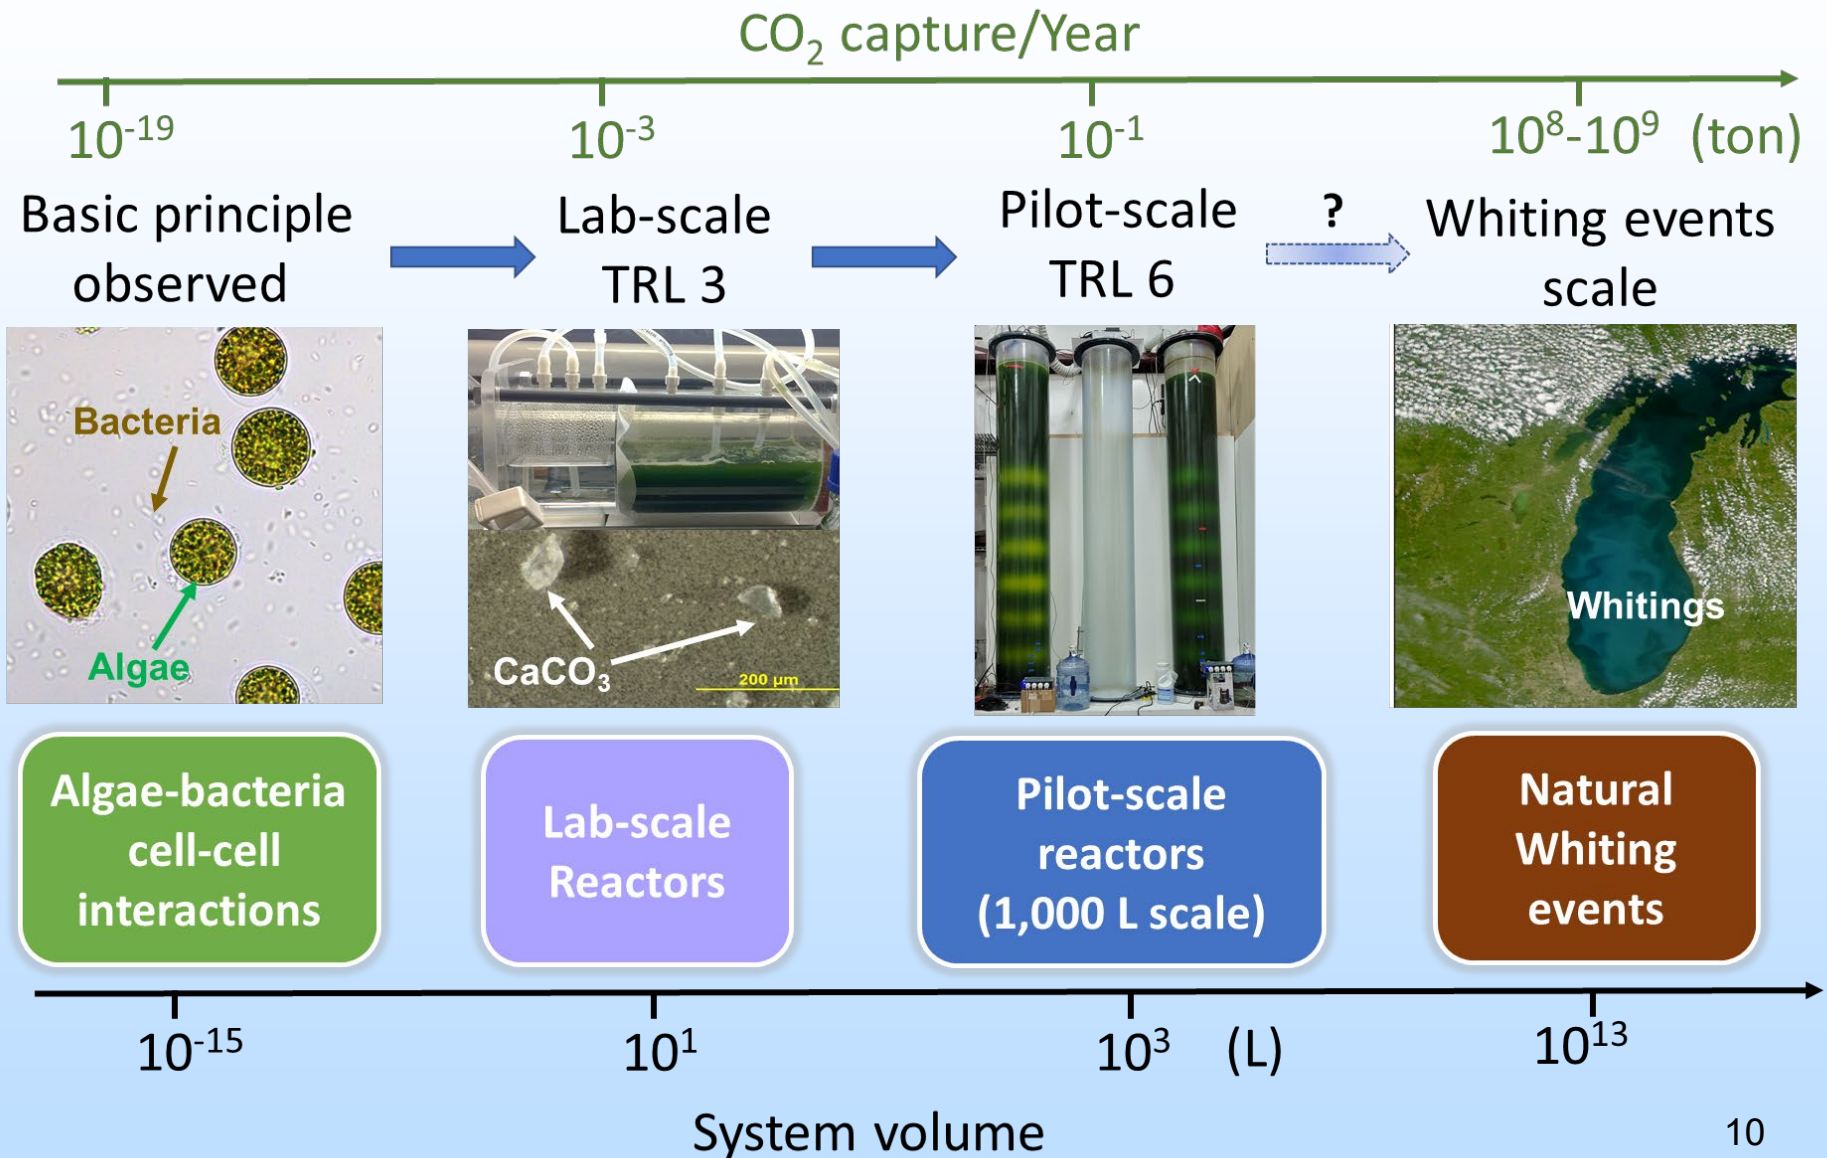 CO₂ capture/Year
10⁻¹⁹ 10⁻³ 10⁻¹ 10⁸-10⁹ (ton)
Basic principle
observed
Lab-scale
TRL 3
Pilot-scale
TRL 6
?
Whiting events
scale
Bacteria
Algae
CaCO₃
200 µm
Whitings
Algae-bacteria
cell-cell
interactions
Lab-scale
Reactors
Pilot-scale
reactors
(1,000 L scale)
Natural
Whiting
events
10⁻¹⁵ 10¹ 10³ (L) 10¹³
System volume
10